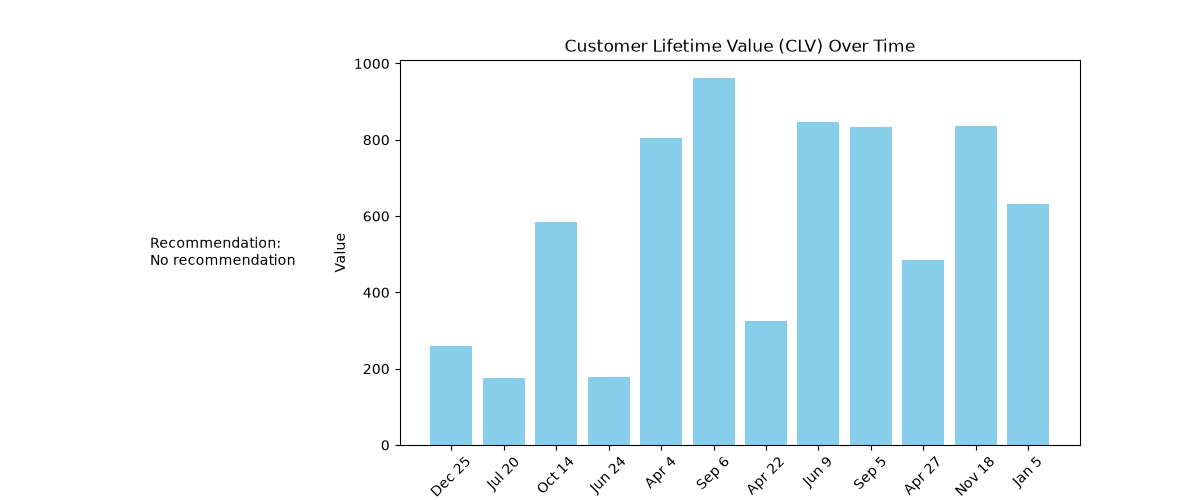 Customer Lifetime Value (CLV) Over Time
Recommendation:
No recommendation
Value
1000
800
600
400
200
0
Dec 25
Jul 20
Oct 14
Jun 24
Apr 4
Sep 6
Apr 22
Jun 9
Sep 5
Apr 27
Nov 18
Jan 5